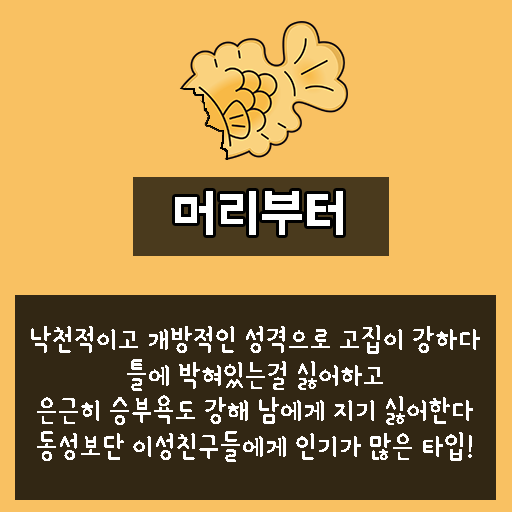 머리부터
낙천적이고 개방적인 성격으로 고집이 강하다
틀에 박혀있는걸 싫어하고
은근히 승부욕도 강해 남에게 지기 싫어한다
동성보단 이성친구들에게 인기가 많은 타입!